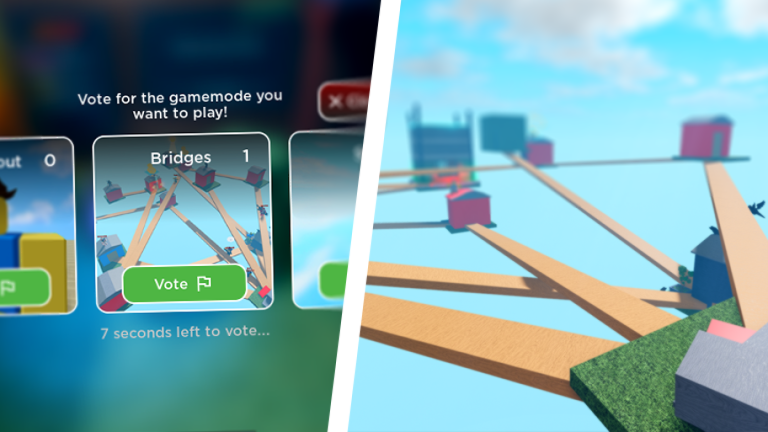 Vote for the gamemode you
want to play!
out 0
Bridges 1
Vote
7 seconds left to vote...